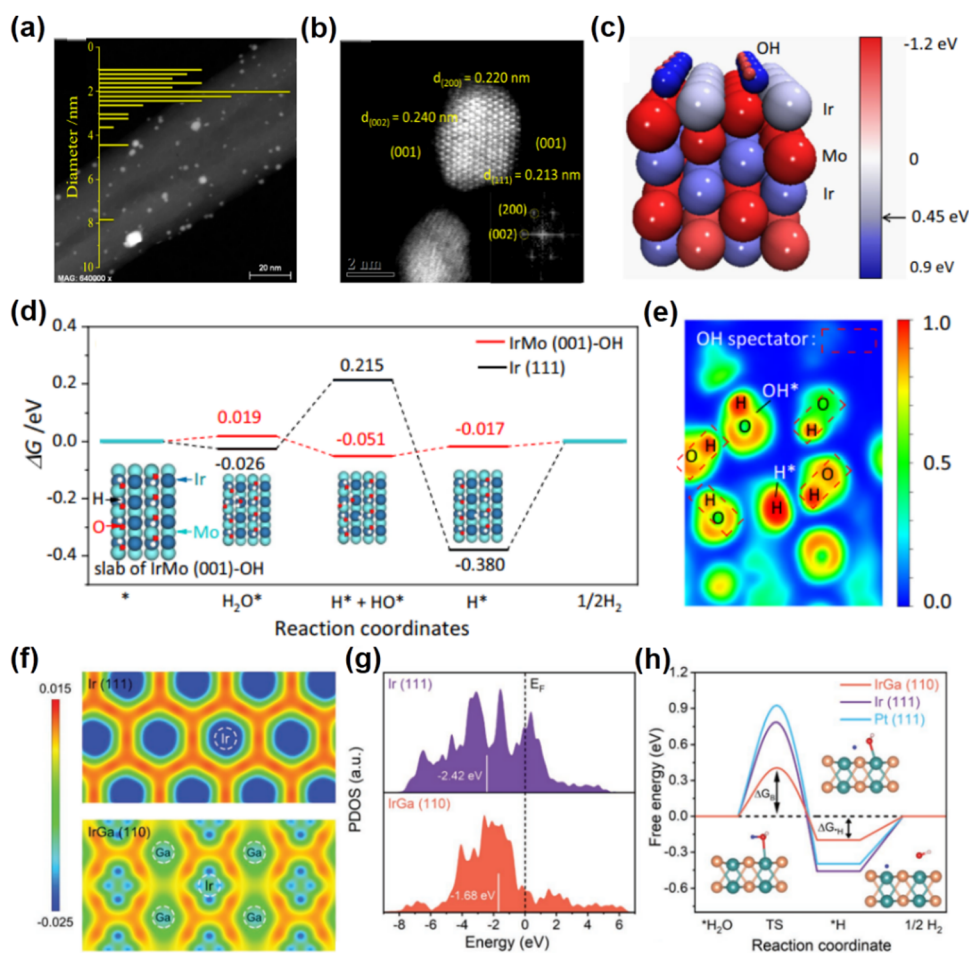 (a)
0
2
4
6
8
10
Diameter /nm
MAG: 640000 x
20 nm
(b)
d(200) = 0.220 nm
d(002) = 0.240 nm
(001)
(001)
d(111) = 0.213 nm
(200)
(002)
2 nm
(c)
OH
Ir
Mo
Ir
-1.2 eV
0
0.45 eV
0.9 eV
(d)
ΔG /eV
0.4
0.2
0.0
-0.2
-0.4
IrMo (001)-OH
Ir (111)
0.215
0.019
-0.026
-0.051
-0.017
-0.380
H
O
Ir
Mo
slab of IrMo (001)-OH
* H2O* H* + HO* H* 1/2H2
Reaction coordinates
(e)
OH spectator:
OH*
H
O
O
H
H
O
H*
O
H
H
O
H
1.0
0.5
0.0
(f)
0.015
-0.025
Ir (111)
Ir
IrGa (110)
Ga
Ga
Ir
Ga
Ga
(g)
PDOS (a.u.)
Ir (111)
EF
-2.42 eV
IrGa (110)
-1.68 eV
-8 -6 -4 -2 0 2 4 6
Energy (eV)
(h)
Free energy (eV)
1.2
0.9
0.6
0.3
0.0
-0.3
-0.6
IrGa (110)
Ir (111)
Pt (111)
ΔGB
ΔG*H
*H2O TS *H 1/2 H2
Reaction coordinate